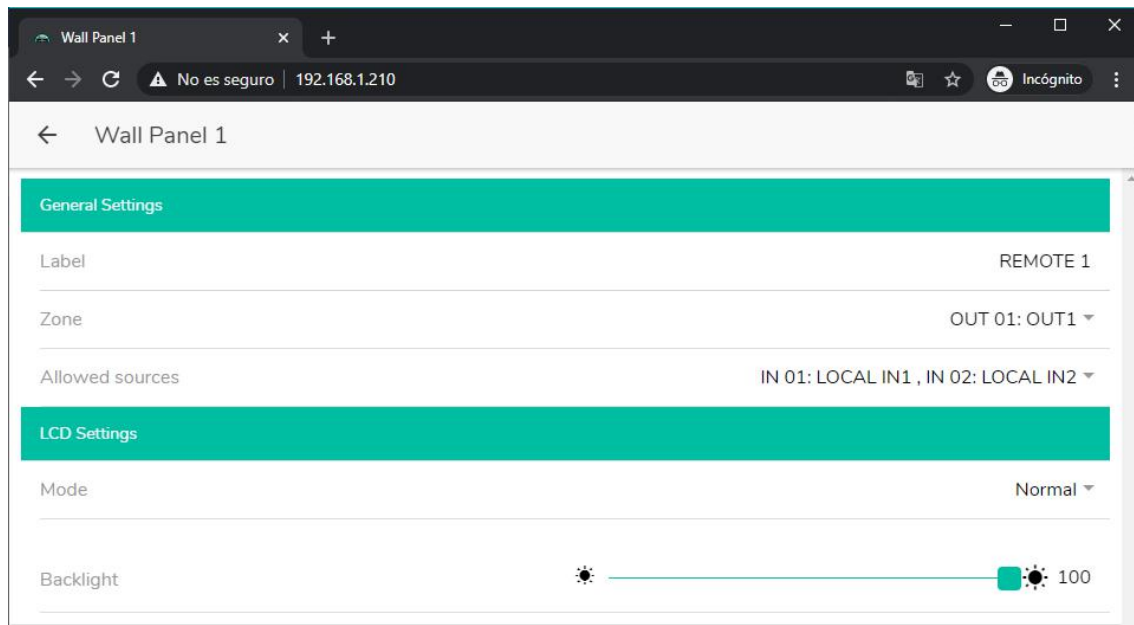 Wall Panel 1
No es seguro | 192.168.1.210
Incógnito
Wall Panel 1
General Settings
Label REMOTE 1
Zone OUT 01: OUT1
Allowed sources IN 01: LOCAL IN1 , IN 02: LOCAL IN2
LCD Settings
Mode Normal
Backlight 100